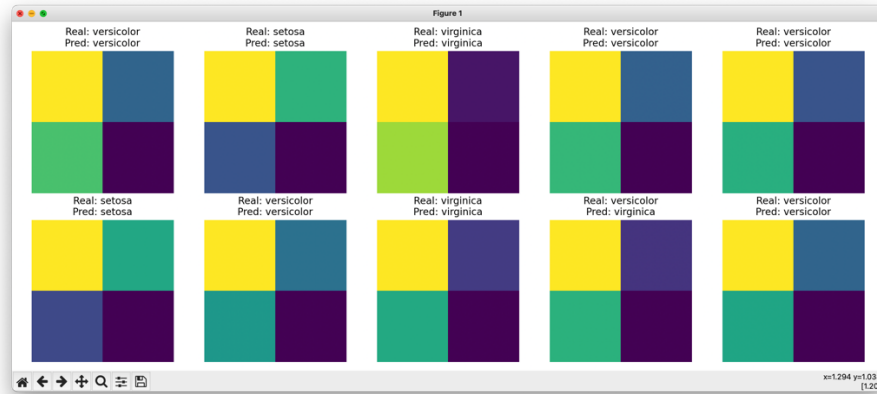 Figure 1
Real: versicolor
Pred: versicolor
Real: setosa
Pred: setosa
Real: virginica
Pred: virginica
Real: versicolor
Pred: versicolor
Real: versicolor
Pred: versicolor
Real: setosa
Pred: setosa
Real: versicolor
Pred: versicolor
Real: virginica
Pred: virginica
Real: versicolor
Pred: virginica
Real: versicolor
Pred: versicolor
x=1.294 y=1.03
[1.20